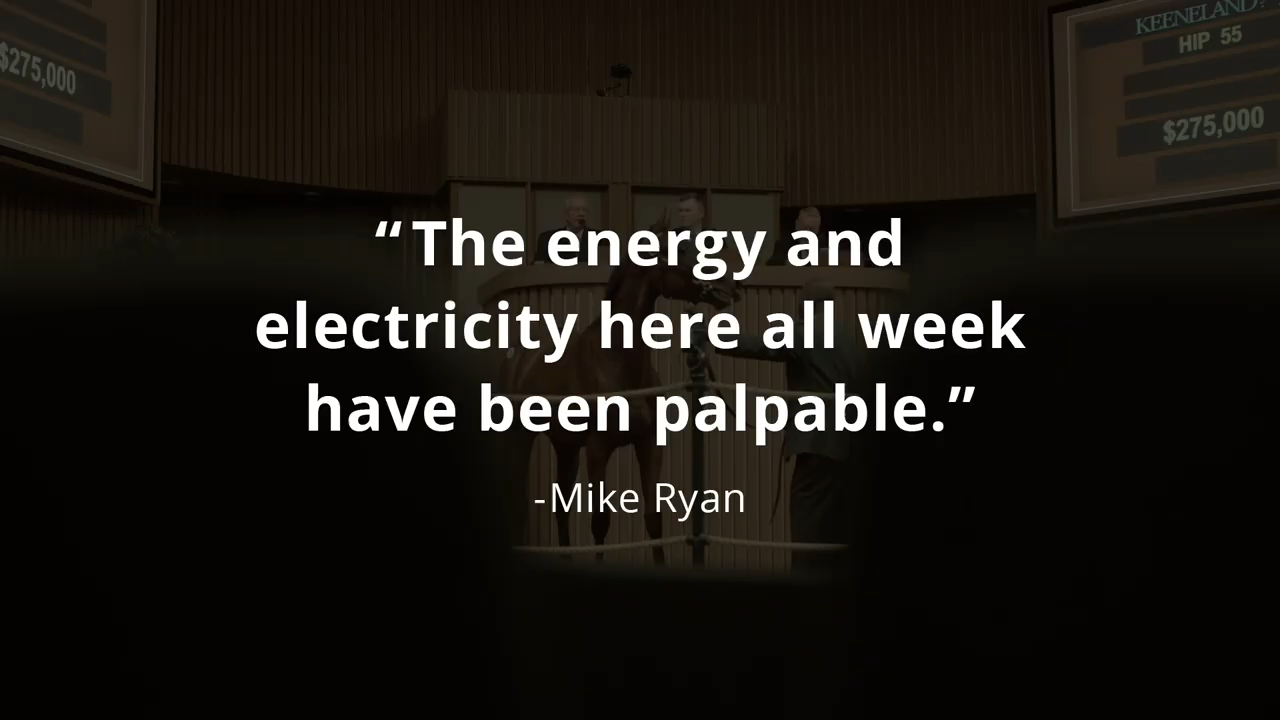 $275,000
KEENELAND
HIP 55
$275,000
“The energy and
electricity here all week
have been palpable.”
-Mike Ryan